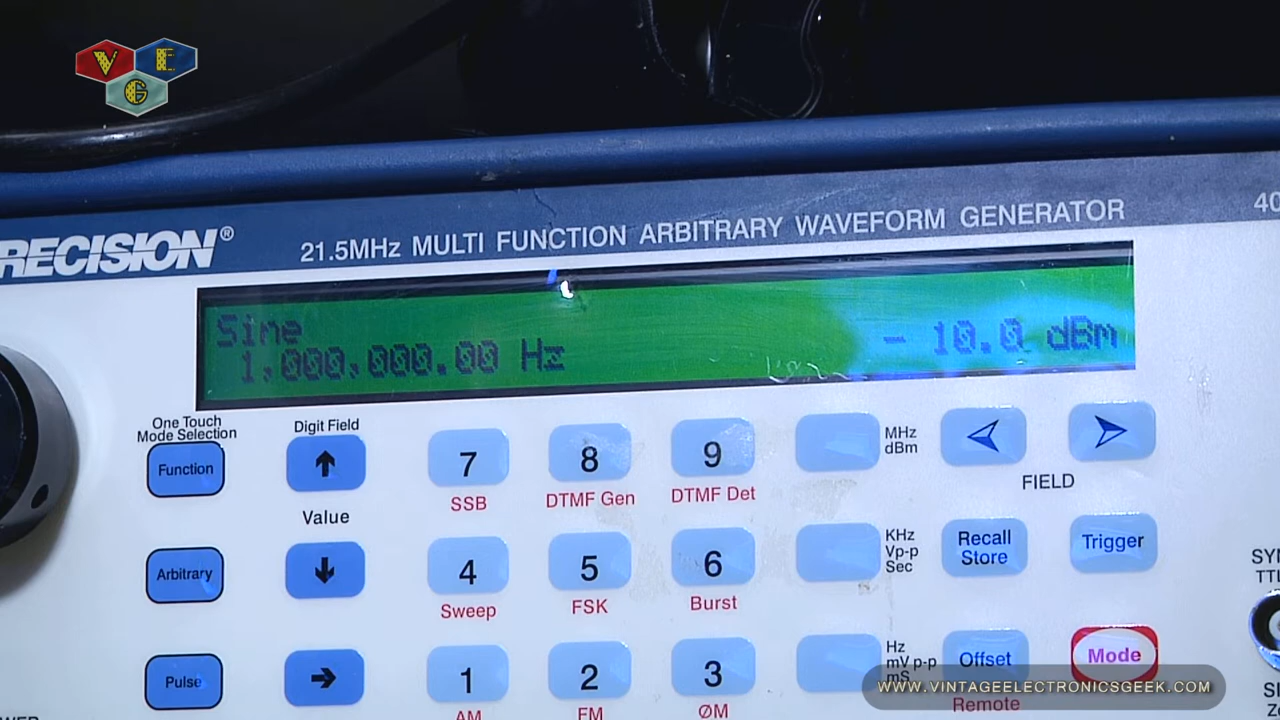 V E
G
RECISION®
21.5MHz MULTI FUNCTION ARBITRARY WAVEFORM GENERATOR
40
Sine
1,000,000.00 Hz
- 10.0 dBm
One Touch
Mode Selection
Digit Field
Function
7
8
9
MHz
dBm
SSB
DTMF Gen
DTMF Det
FIELD
Value
Arbitrary
4
5
6
KHz
Vp-p
Sec
Recall
Store
Trigger
Sweep
FSK
Burst
Pulse
1
2
3
Hz
mV p-p
mS
Offset
Mode
Remote
AM
FM
ØM
WWW.VINTAGEELECTRONICSGEEK.COM